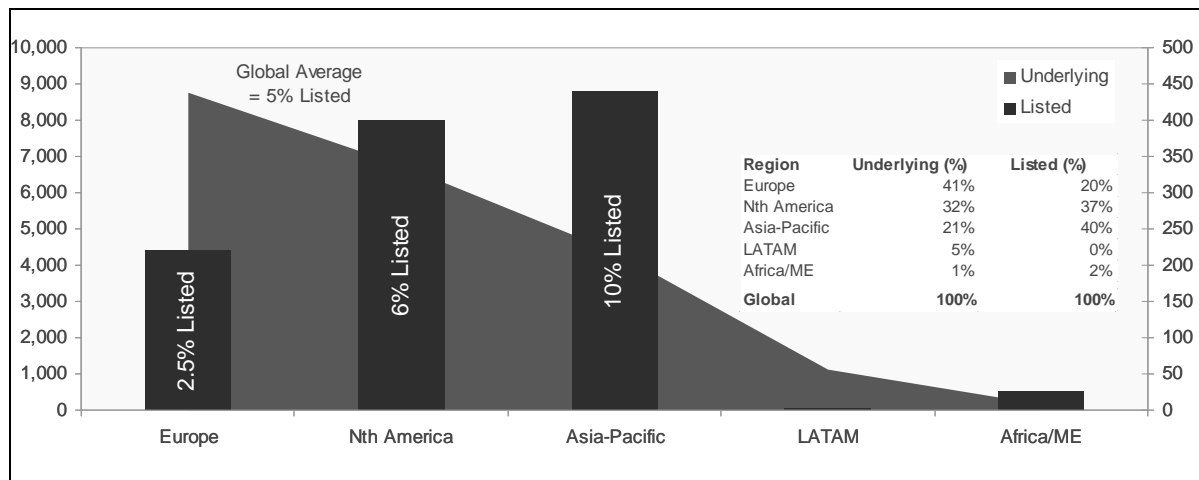 10,000
9,000
8,000
7,000
6,000
5,000
4,000
3,000
2,000
1,000
0
500
450
400
350
300
250
200
150
100
50
0
Global Average
= 5% Listed
Underlying
Listed
2.5% Listed
6% Listed
10% Listed
Region Underlying (%) Listed (%)
Europe 41% 20%
Nth America 32% 37%
Asia-Pacific 21% 40%
LATAM 5% 0%
Africa/ME 1% 2%
Global 100% 100%
Europe Nth America Asia-Pacific LATAM Africa/ME